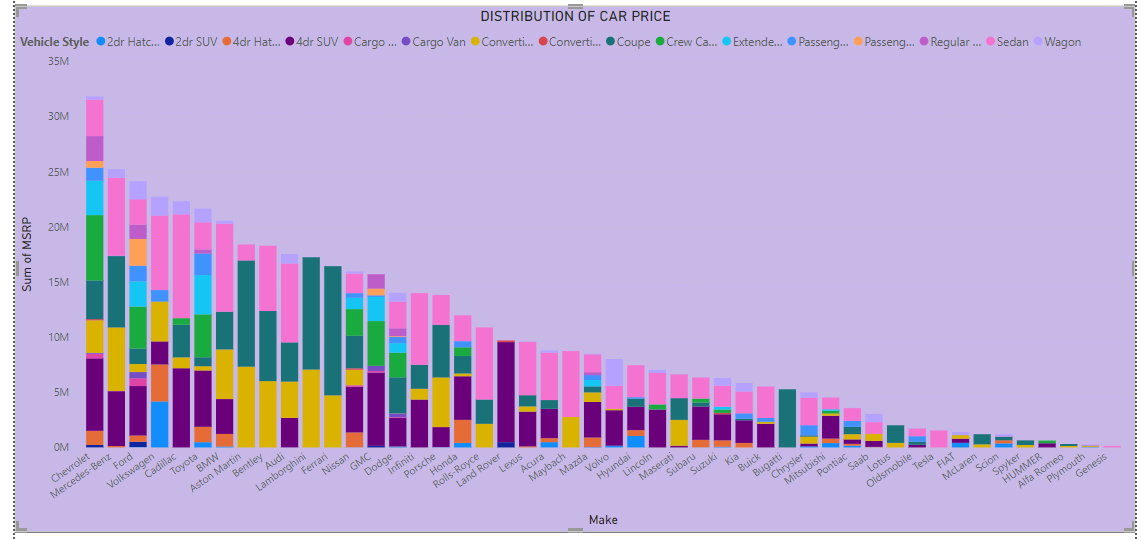 DISTRIBUTION OF CAR PRICE
Vehicle Style 2dr Hatc... 2dr SUV 4dr Hat... 4dr SUV Cargo ... Cargo Van Converti... Converti... Coupe Crew Ca... Extende... Passeng... Passeng... Regular ... Sedan Wagon
35M
30M
25M
20M
15M
10M
5M
0M
Sum of MSRP
Chevrolet
Mercedes-Benz
Ford
Volkswagen
Cadillac
Toyota
BMW
Aston Martin
Bentley
Audi
Lamborghini
Ferrari
Nissan
GMC
Dodge
Infiniti
Porsche
Honda
Rolls-Royce
Land Rover
Lexus
Acura
Maybach
Mazda
Volvo
Hyundai
Lincoln
Maserati
Subaru
Suzuki
Kia
Buick
Bugatti
Chrysler
Mitsubishi
Pontiac
Saab
Lotus
Oldsmobile
Tesla
FIAT
McLaren
Scion
Spyker
HUMMER
Alfa Romeo
Plymouth
Genesis
Make